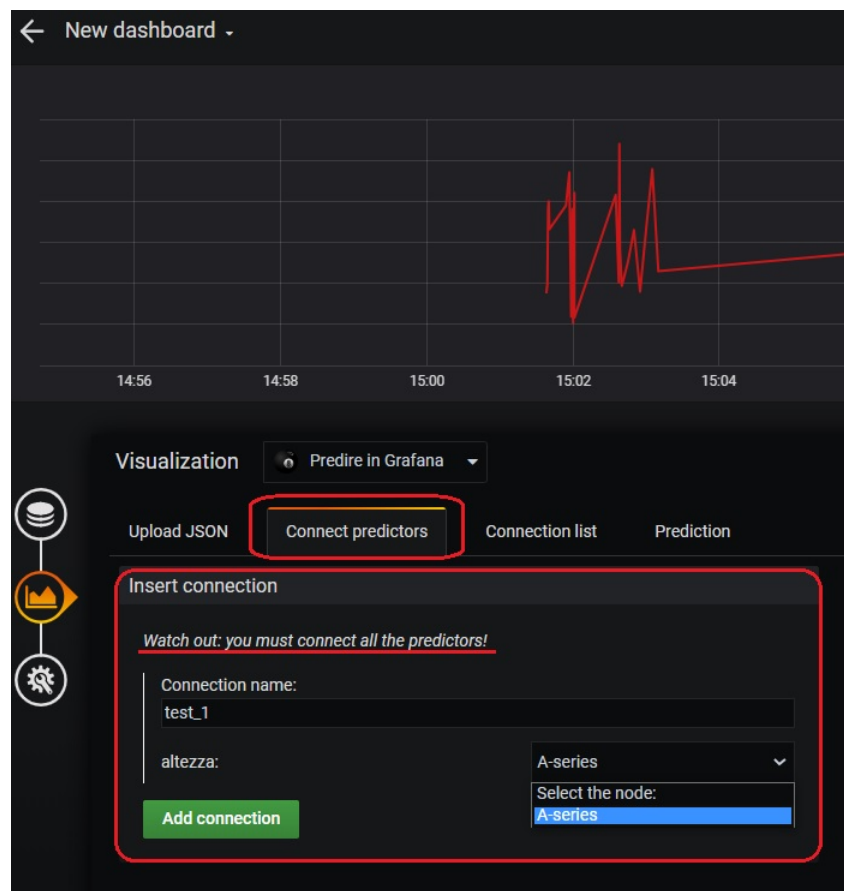 New dashboard
14:56 14:58 15:00 15:02 15:04
Visualization Predire in Grafana
Upload JSON Connect predictors Connection list Prediction
Insert connection
Watch out: you must connect all the predictors!
Connection name:
test_1
altezza: A-series
Select the node:
A-series
Add connection